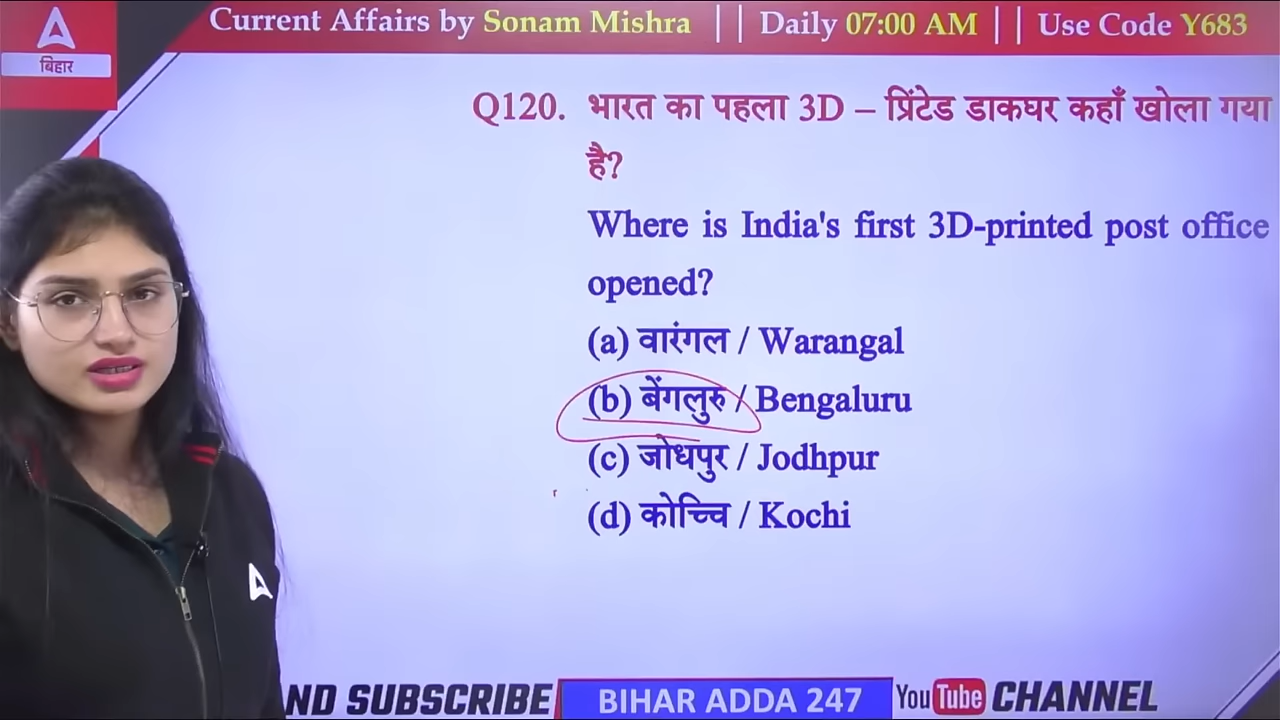 Current Affairs by Sonam Mishra || Daily 07:00 AM || Use Code Y683
बिहार
Q120. भारत का पहला 3D – प्रिंटेड डाकघर कहाँ खोला गया
है?
Where is India's first 3D-printed post office
opened?
(a) वारंगल / Warangal
(b) बेंगलुरु / Bengaluru
(c) जोधपुर / Jodhpur
(d) कोच्चि / Kochi
ND SUBSCRIBE BIHAR ADDA 247 YouTube CHANNEL